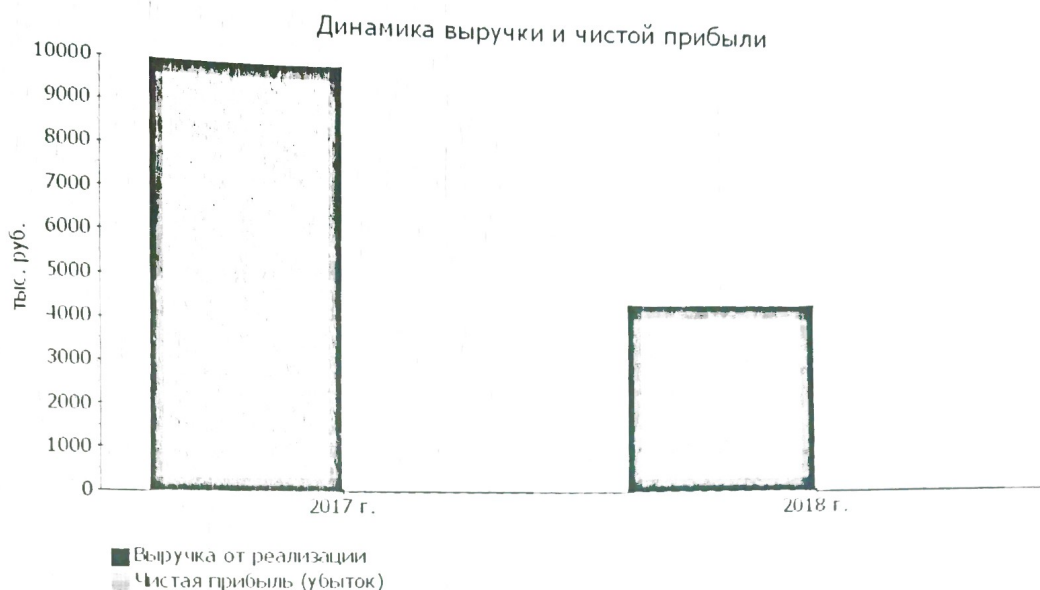 Динамика выручки и чистой прибыли
тыс. руб.
10000
9000
8000
7000
6000
5000
4000
3000
2000
1000
0
2017 г.
2018 г.
Выручка от реализации
Чистая прибыль (убыток)